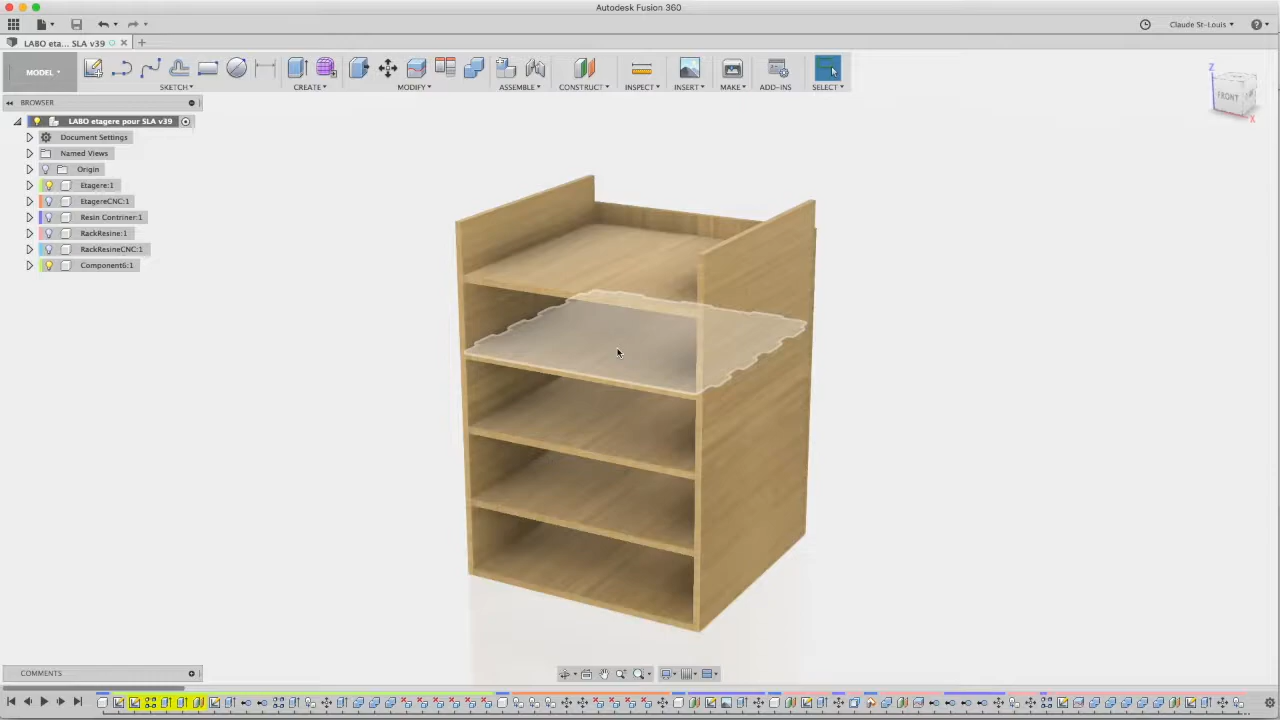 Autodesk Fusion 360
Claude St-Louis
LABO eta... SLA v39
MODEL
SKETCH
CREATE
MODIFY
ASSEMBLE
CONSTRUCT
INSPECT
INSERT
MAKE
ADD-INS
SELECT
Z
FRONT
X
BROWSER
LABO etagere pour SLA v39
Document Settings
Named Views
Origin
Etagere:1
EtagereCNC:1
Resin Contriner:1
RackResine:1
RackResineCNC:1
Component6:1
COMMENTS